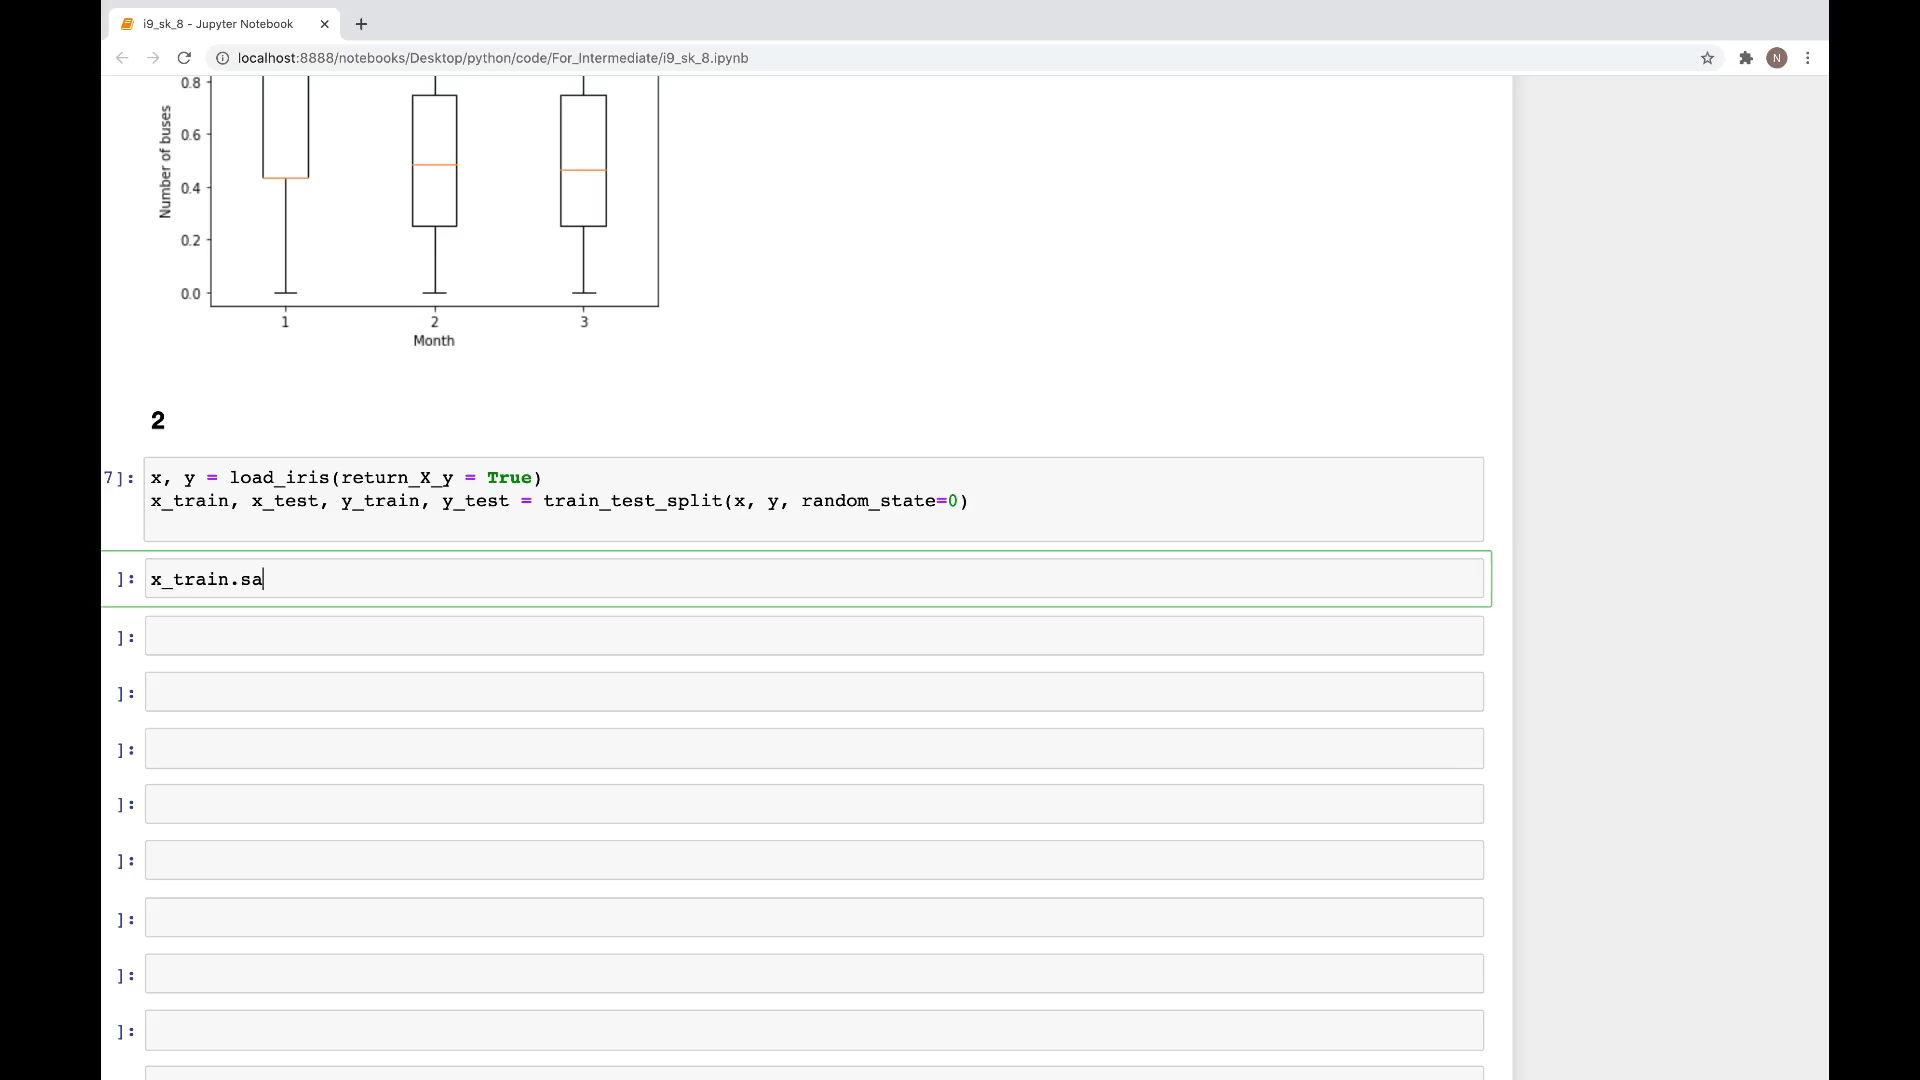 i9_sk_8 - Jupyter Notebook
localhost:8888/notebooks/Desktop/python/code/For_Intermediate/i9_sk_8.ipynb
N
0.8
0.6
0.4
0.2
0.0
Number of buses
1 2 3
Month
2
7]: x, y = load_iris(return_X_y = True)
x_train, x_test, y_train, y_test = train_test_split(x, y, random_state=0)
]: x_train.sa
]:
]:
]:
]:
]:
]:
]:
]: